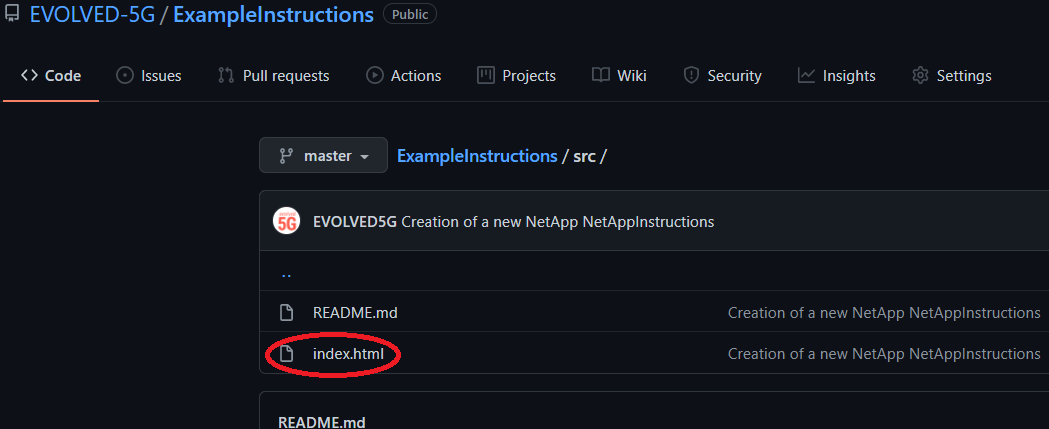 EVOLVED-5G / ExampleInstructions Public
Code Issues Pull requests Actions Projects Wiki Security Insights Settings
master ExampleInstructions / src /
5G EVOLVED5G Creation of a new NetApp NetAppInstructions
..
README.md Creation of a new NetApp NetAppInstructions
index.html Creation of a new NetApp NetAppInstructions
README.md